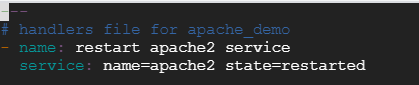 ---
# handlers file for apache_demo
- name: restart apache2 service
  service: name=apache2 state=restarted